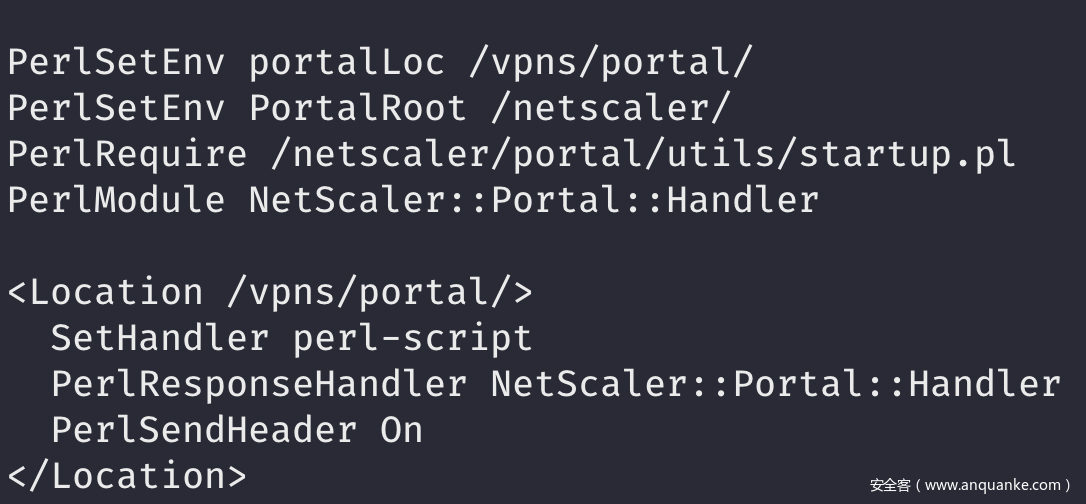 PerlSetEnv portalLoc /vpns/portal/
PerlSetEnv PortalRoot /netscaler/
PerlRequire /netscaler/portal/utils/startup.pl
PerlModule NetScaler::Portal::Handler

<Location /vpns/portal/>
  SetHandler perl-script
  PerlResponseHandler NetScaler::Portal::Handler
  PerlSendHeader On
</Location>
安全客（www.anquanke.com）